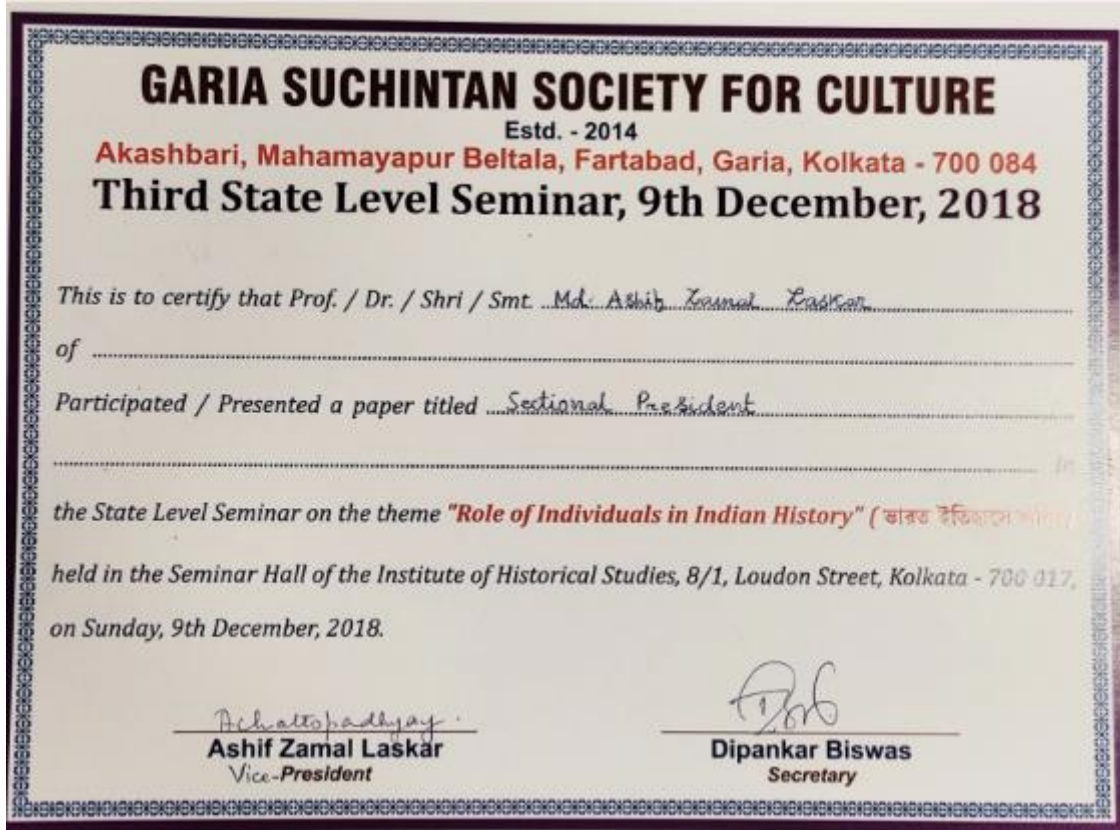 GARIA SUCHINTAN SOCIETY FOR CULTURE
Estd. - 2014
Akashbari, Mahamayapur Beltala, Fartabad, Garia, Kolkata - 700 084
Third State Level Seminar, 9th December, 2018
This is to certify that Prof. / Dr. / Shri / Smt. Md. Ashif Zamal Laskar
of
Participated / Presented a paper titled Sectional President
in
the State Level Seminar on the theme "Role of Individuals in Indian History" ( ভারত ইতিহাসে
held in the Seminar Hall of the Institute of Historical Studies, 8/1, Loudon Street, Kolkata - 700 017,
on Sunday, 9th December, 2018.
AChattopadhyay.
Ashif Zamal Laskar Dipankar Biswas
Vice-President Secretary